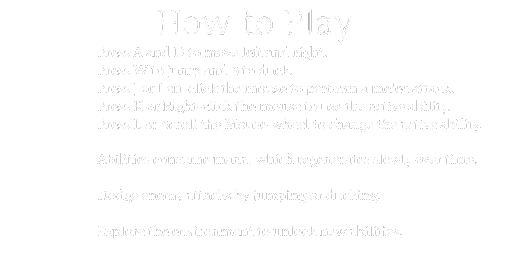 How to Play
Press A and D to move left and right.
Press W to jump and S to duck.
Press J or left click the mouse to perform a melee attack.
Press K or Right click the mouse to use the active ability.
Press L or scroll the Mouse wheel to change the active ability.
Abilities consume mana, which regenerates slowly over time.
Dodge enemy attacks by jumping or ducking.
Explore the environment to unlock new abilities.